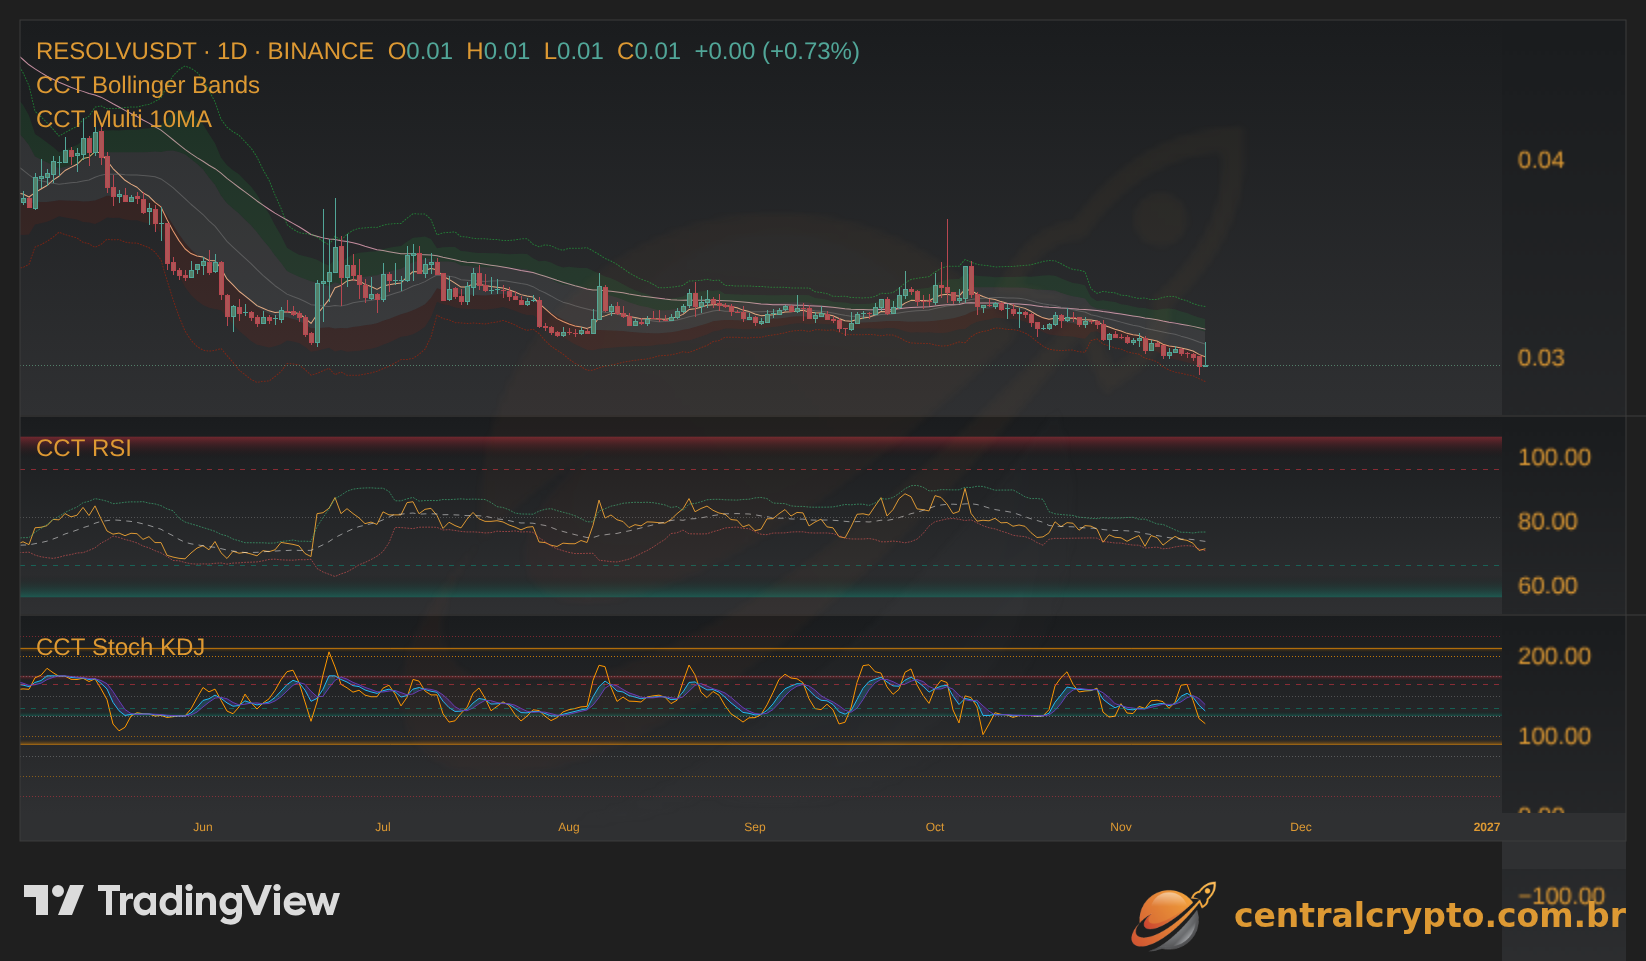 RESOLVUSDT · 1D · BINANCE O0.01 H0.01 L0.01 C0.01 +0.00 (+0.73%)
CCT Bollinger Bands
CCT Multi 10MA
0.04
0.03
CCT RSI
100.00
80.00
60.00
CCT Stoch KDJ
200.00
100.00
0.00
Jun Jul Aug Sep Oct Nov Dec 2027
−100.00
TradingView
centralcrypto.com.br